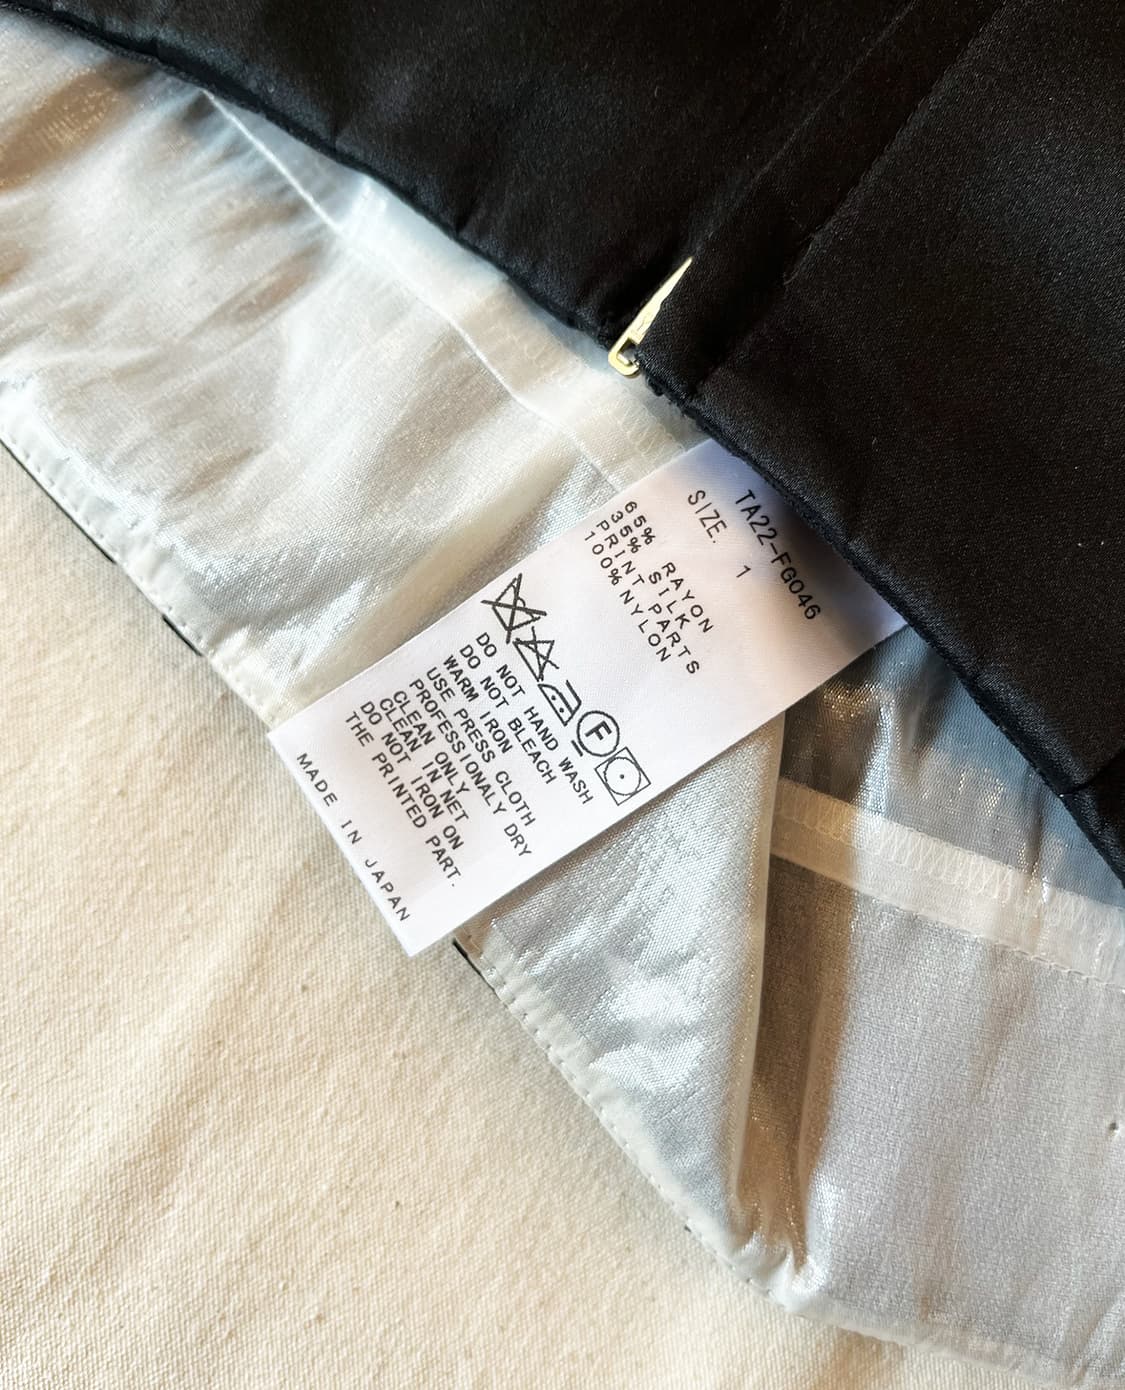 TA22-FG046
SIZE. 1
65% RAYON
35% SILK
PRINT PARTS
100% NYLON
F
DO NOT HAND WASH
DO NOT BLEACH
WARM IRON
USE PRESS CLOTH
PROFESSIONALY DRY
CLEAN ONLY
CLEAN IN NET
DO NOT IRON ON
THE PRINTED PART.
MADE IN JAPAN